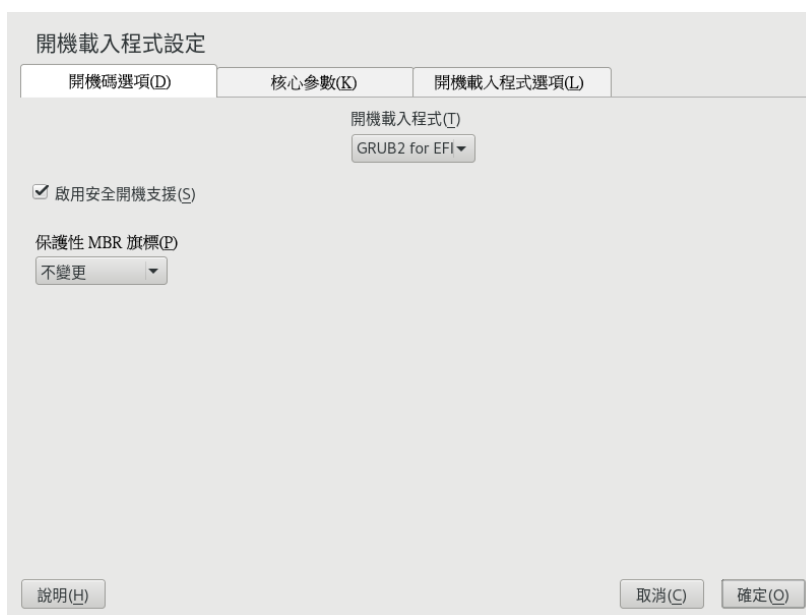 開機載入程式設定
開機碼選項(D) 核心參數(K) 開機載入程式選項(L)
開機載入程式(T)
GRUB2 for EFI
啟用安全開機支援(S)
保護性 MBR 旗標(P)
不變更
說明(H) 取消(C) 確定(O)